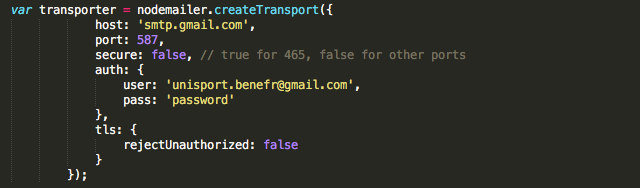 var transporter = nodemailer.createTransport({
host: 'smtp.gmail.com',
port: 587,
secure: false, // true for 465, false for other ports
auth: {
user: 'unisport.benefr@gmail.com',
pass: 'password'
},
tls: {
rejectUnauthorized: false
}
});